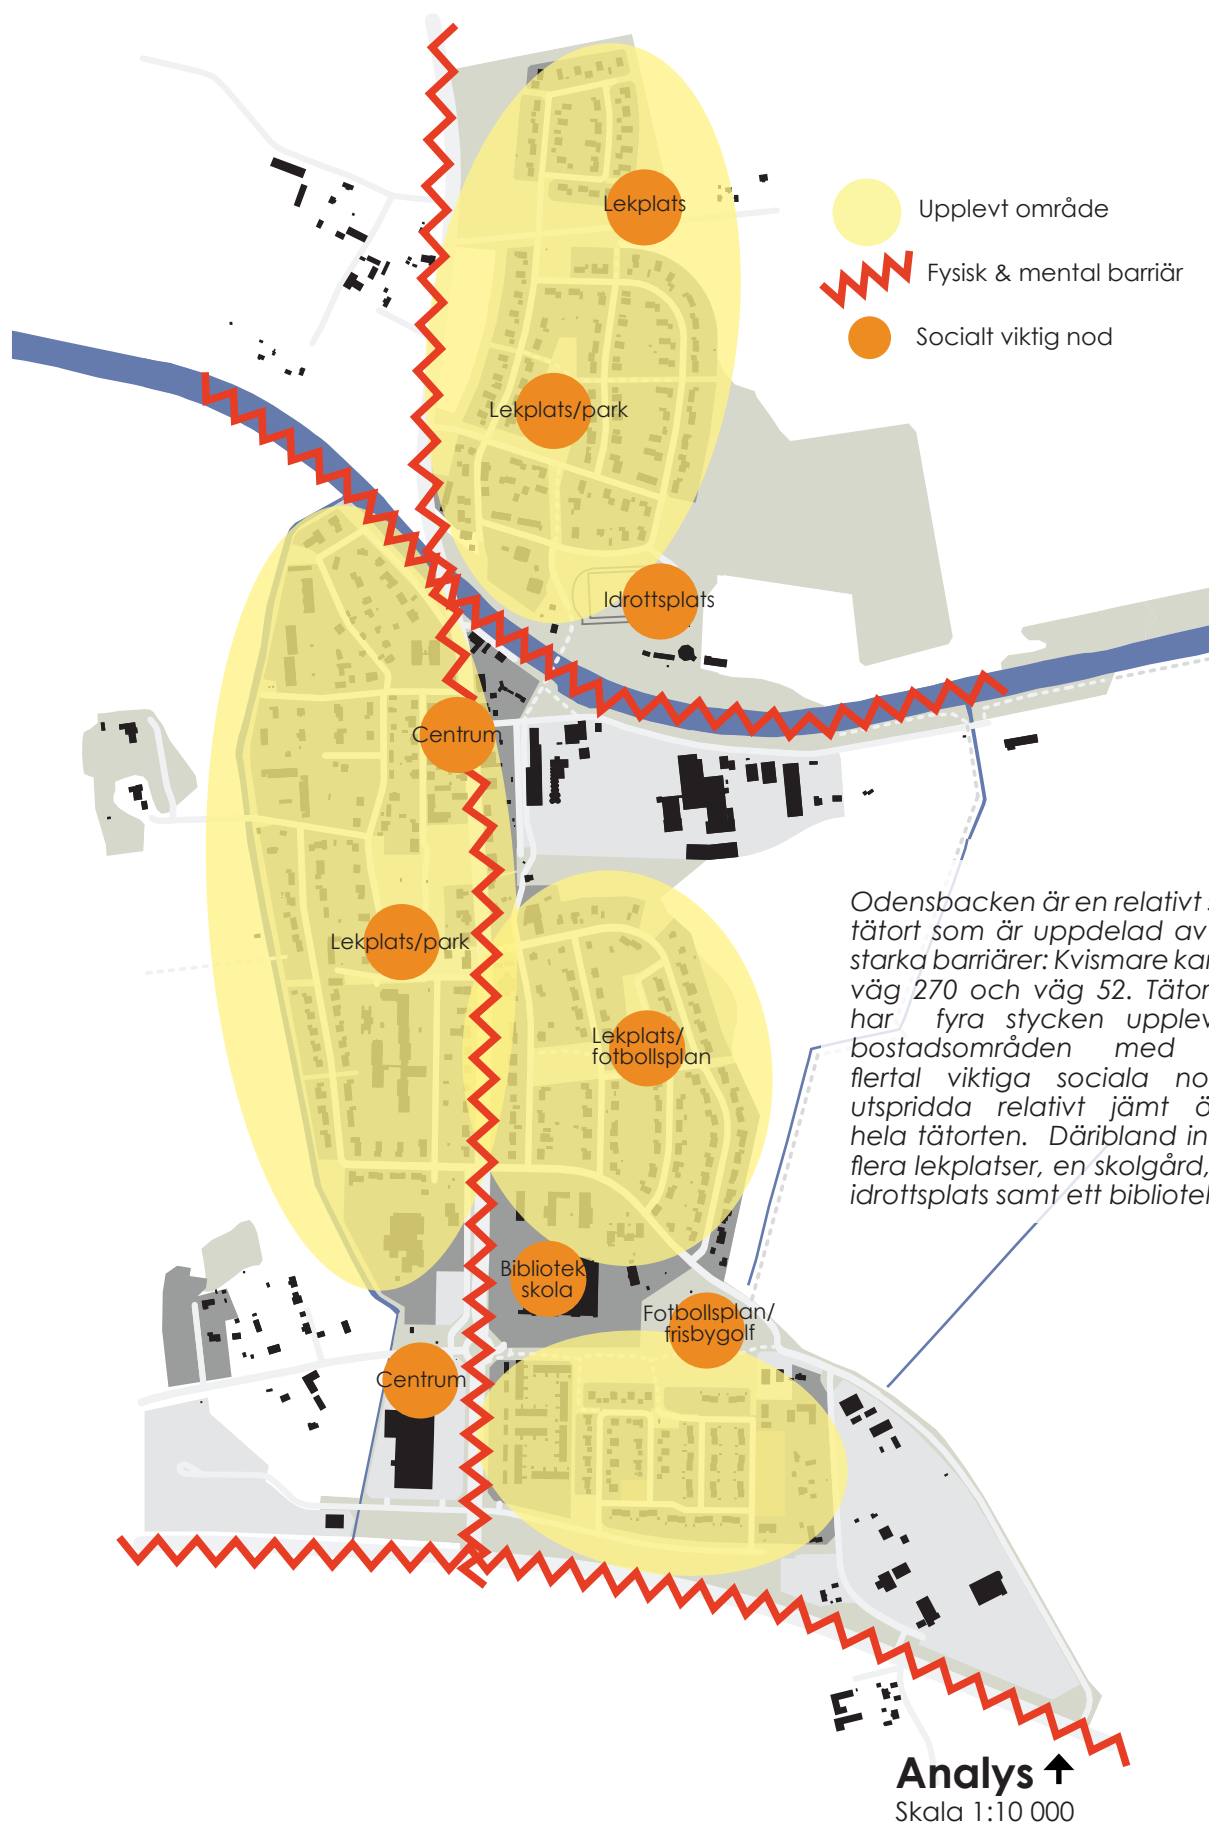 Lekplats
Upplevt område
Fysisk & mental barriär
Socialt viktig nod
Lekplats/park
Idrottsplats
Centrum
Lekplats/park
Lekplats/
fotbollsplan
Odensbacken är en relativt
tätort som är uppdelad av
starka barriärer: Kvismare
väg 270 och väg 52.
har fyra stycken
bostadsområden med
flertal viktiga sociala
utspridda relativt jämt
hela tätorten. Däribland
flera lekplatser, en skolgård,
idrottsplats samt ett
Bibliotek
skola
Fotbollsplan/
frisbygolf
Centrum
Analys
Skala 1:10 000